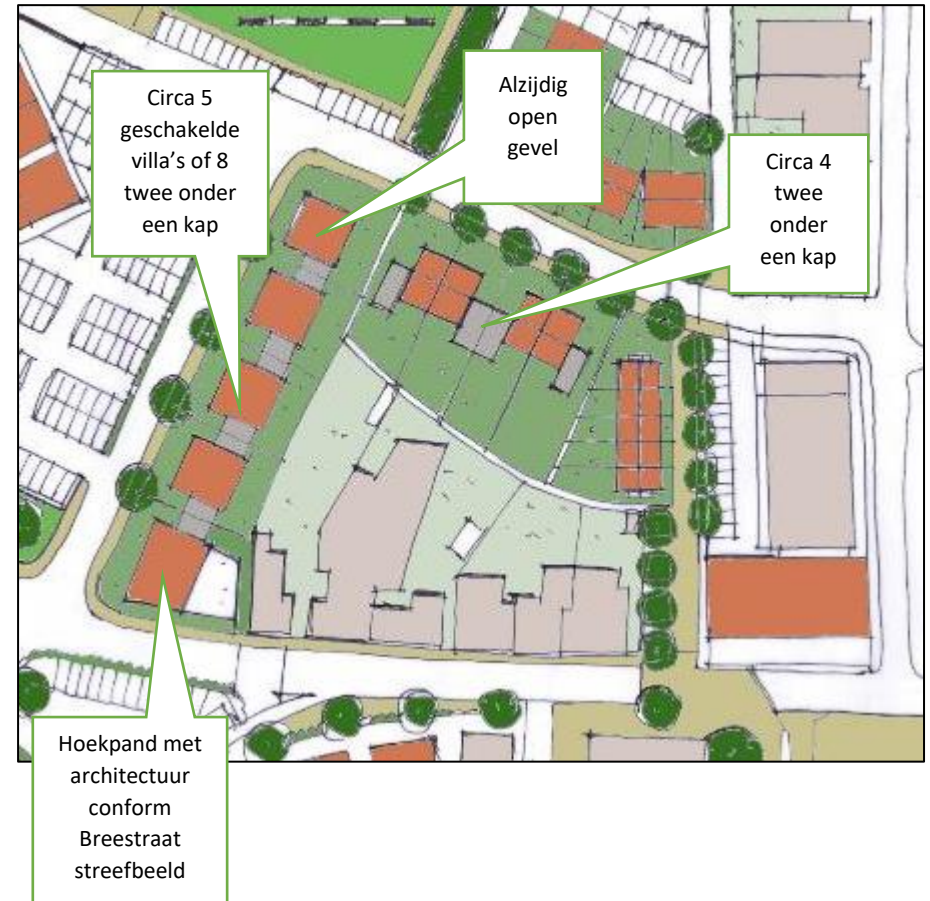 Circa 5
geschakelde
villa's of 8
twee onder
een kap
Alzijdig
open
gevel
Circa 4
twee
onder
een kap
Hoekpand met
architectuur
conform
Breestraat
streefbeeld